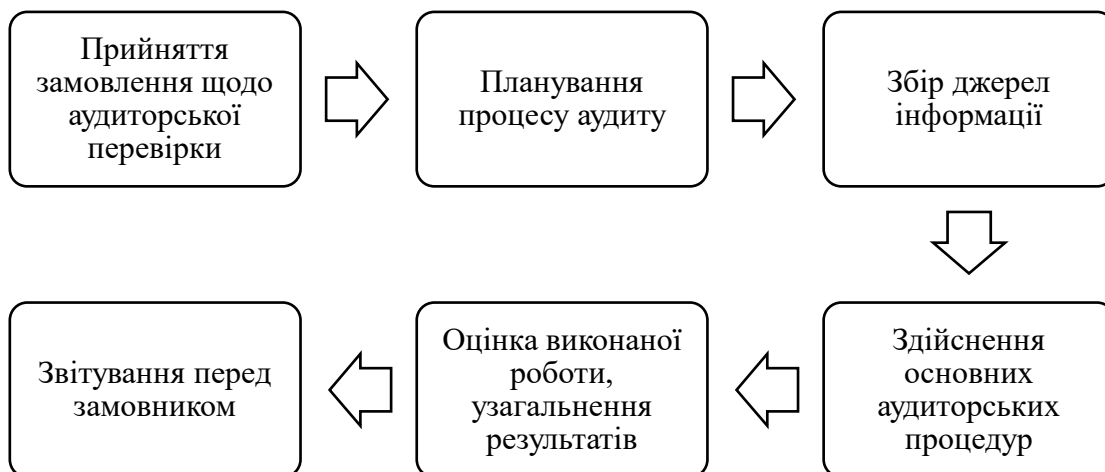 Прийняття
замовлення щодо
аудиторської
перевірки
Планування
процесу аудиту
Збір джерел
інформації
Здійснення
основних
аудиторських
процедур
Оцінка виконаної
роботи,
узагальнення
результатів
Звітування перед
замовником